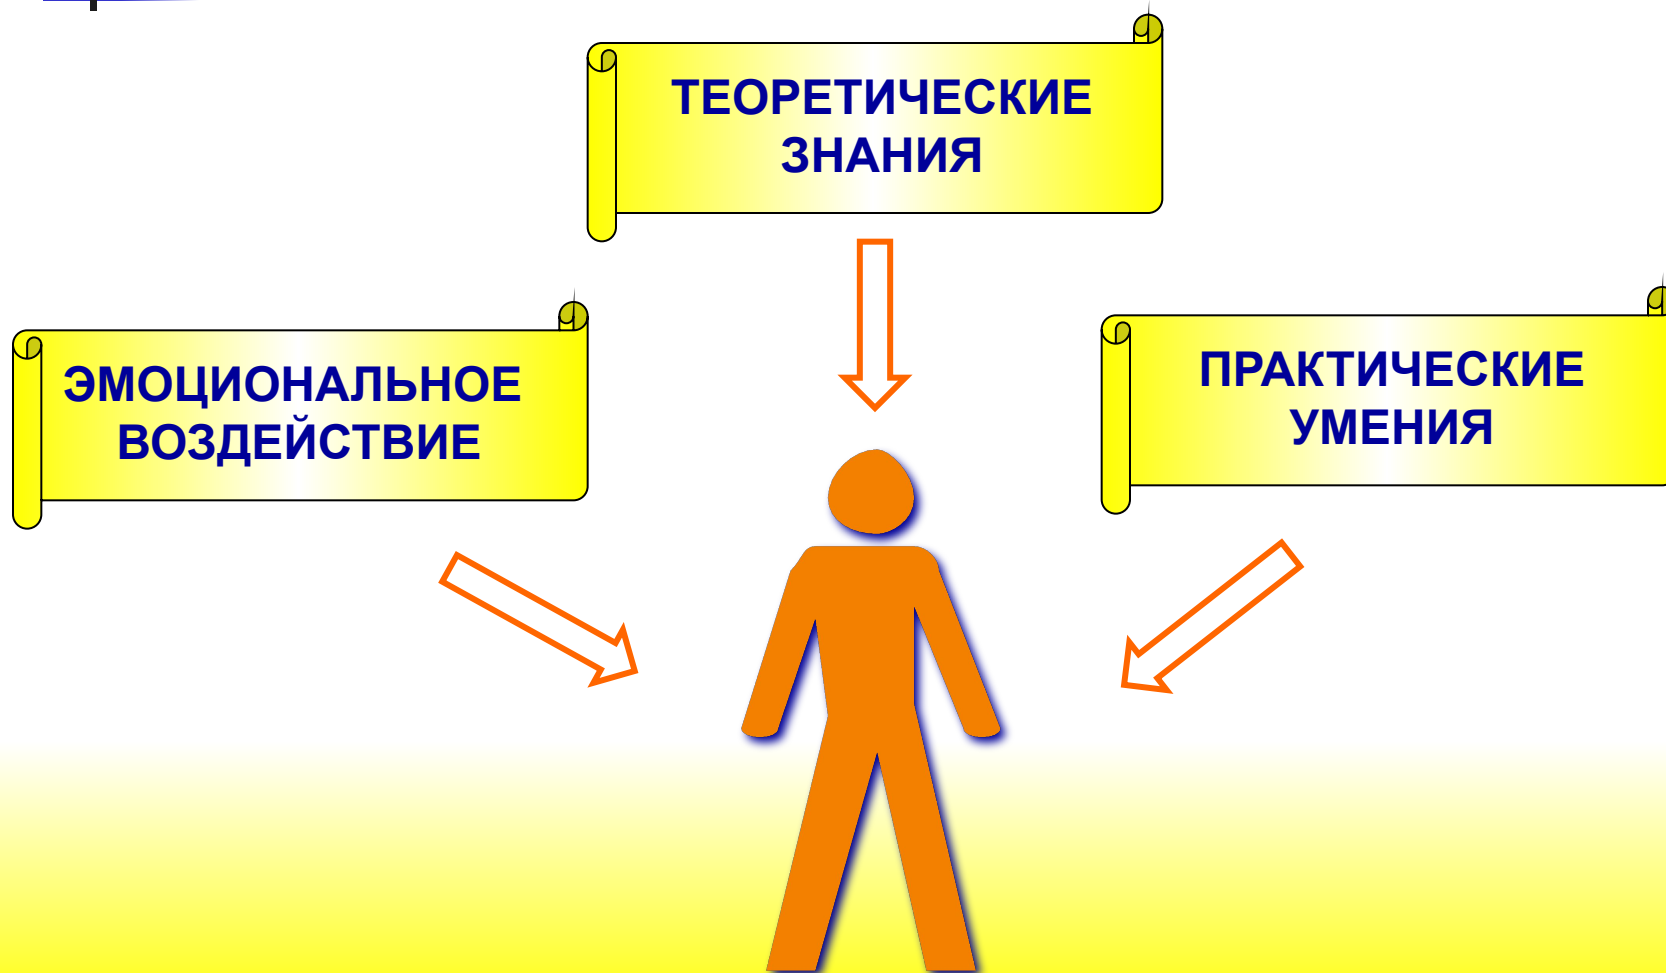 ТЕОРЕТИЧЕСКИЕ
ЗНАНИЯ
ЭМОЦИОНАЛЬНОЕ
ВОЗДЕЙСТВИЕ
ПРАКТИЧЕСКИЕ
УМЕНИЯ